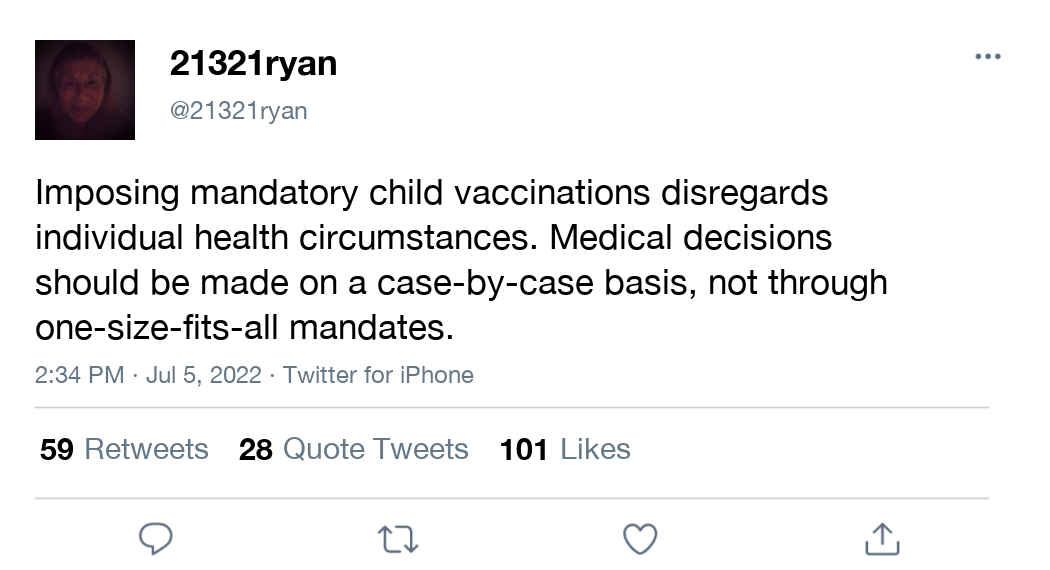 21321ryan
@21321ryan
Imposing mandatory child vaccinations disregards
individual health circumstances. Medical decisions
should be made on a case-by-case basis, not through
one-size-fits-all mandates.
2:34 PM · Jul 5, 2022 · Twitter for iPhone
59 Retweets 28 Quote Tweets 101 Likes